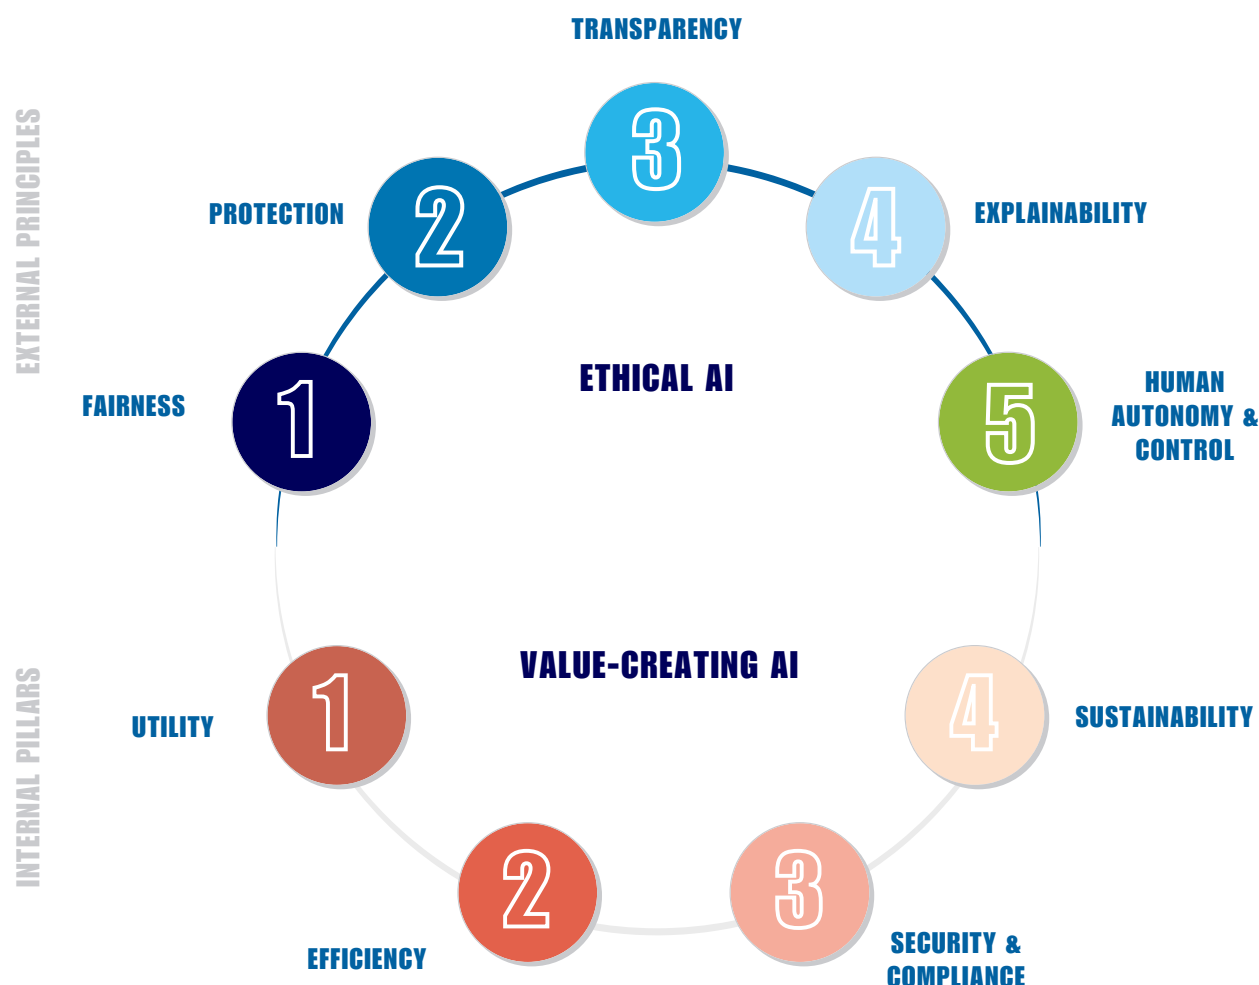 TRANSPARENCY
3
EXTERNAL PRINCIPLES
PROTECTION
2
4
EXPLAINABILITY
ETHICAL AI
FAIRNESS
1
5
HUMAN
AUTONOMY &
CONTROL
VALUE-CREATING AI
INTERNAL PILLARS
UTILITY
1
4
SUSTAINABILITY
2
3
EFFICIENCY
SECURITY &
COMPLIANCE